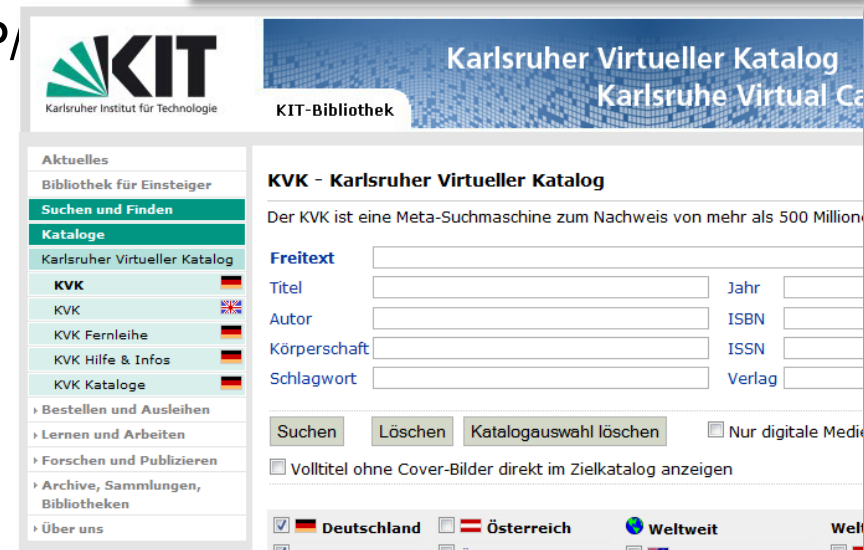 P/
KIT
Karlsruher Institut für Technologie
KIT-Bibliothek
Karlsruher Virtueller Katalog
Karlsruhe Virtual Ca
Aktuelles
Bibliothek für Einsteiger
Suchen und Finden
Kataloge
Karlsruher Virtueller Katalog
KVK
KVK
KVK Fernleihe
KVK Hilfe & Infos
KVK Kataloge
Bestellen und Ausleihen
Lernen und Arbeiten
Forschen und Publizieren
Archive, Sammlungen,
Bibliotheken
Über uns
KVK - Karlsruher Virtueller Katalog
Der KVK ist eine Meta-Suchmaschine zum Nachweis von mehr als 500 Million
Freitext
Titel Jahr
Autor ISBN
Körperschaft ISSN
Schlagwort Verlag
Suchen Löschen Katalogauswahl löschen Nur digitale Medie
Volltitel ohne Cover-Bilder direkt im Zielkatalog anzeigen
Deutschland Österreich Weltweit Welt